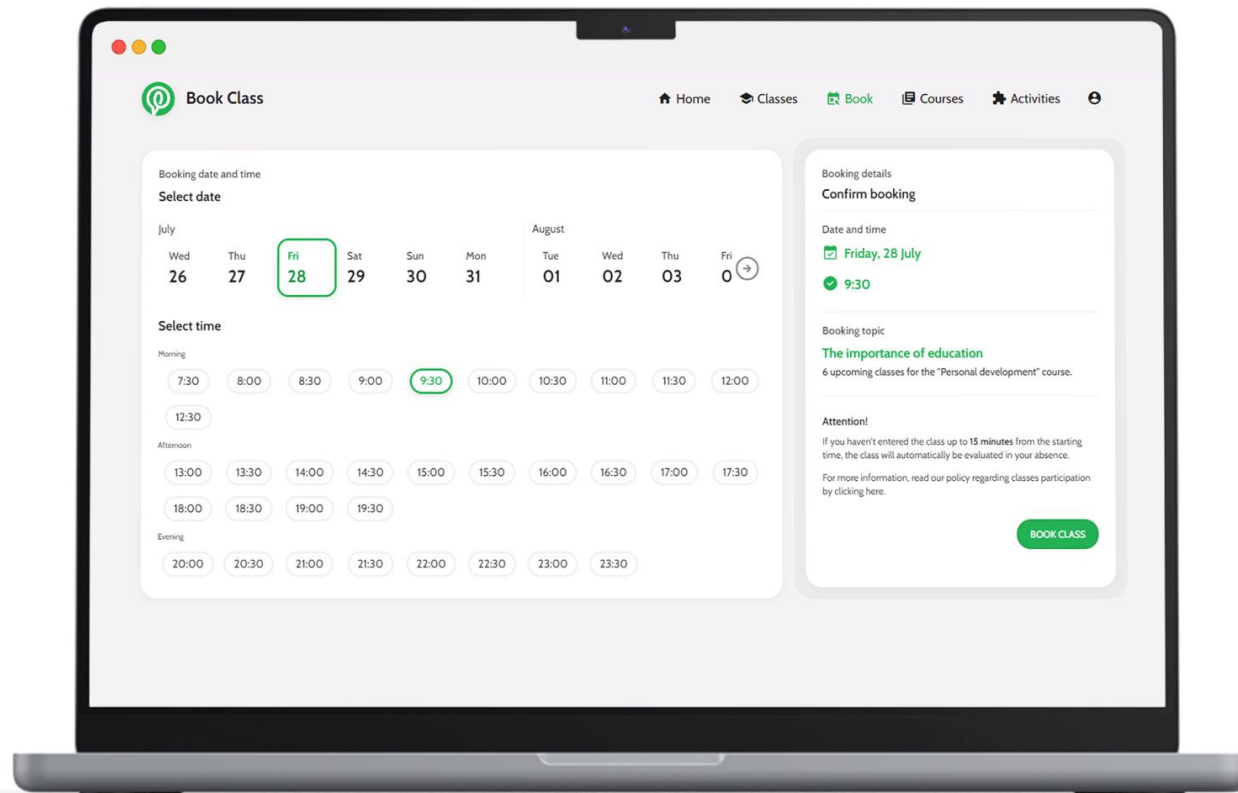 Book Class
Home Classes Book Courses Activities
Booking date and time
Select date
July August
Wed Thu Fri Sat Sun Mon Tue Wed Thu Fri
26 27 28 29 30 31 01 02 03 0
Select time
Morning
7:30 8:00 8:30 9:00 9:30 10:00 10:30 11:00 11:30 12:00
12:30
Afternoon
13:00 13:30 14:00 14:30 15:00 15:30 16:00 16:30 17:00 17:30
18:00 18:30 19:00 19:30
Evening
20:00 20:30 21:00 21:30 22:00 22:30 23:00 23:30
Booking details
Confirm booking
Date and time
Friday, 28 July
9:30
Booking topic
The importance of education
6 upcoming classes for the "Personal development" course.
Attention!
If you haven't entered the class up to 15 minutes from the starting
time, the class will automatically be evaluated in your absence.
For more information, read our policy regarding classes participation
by clicking here.
BOOK CLASS